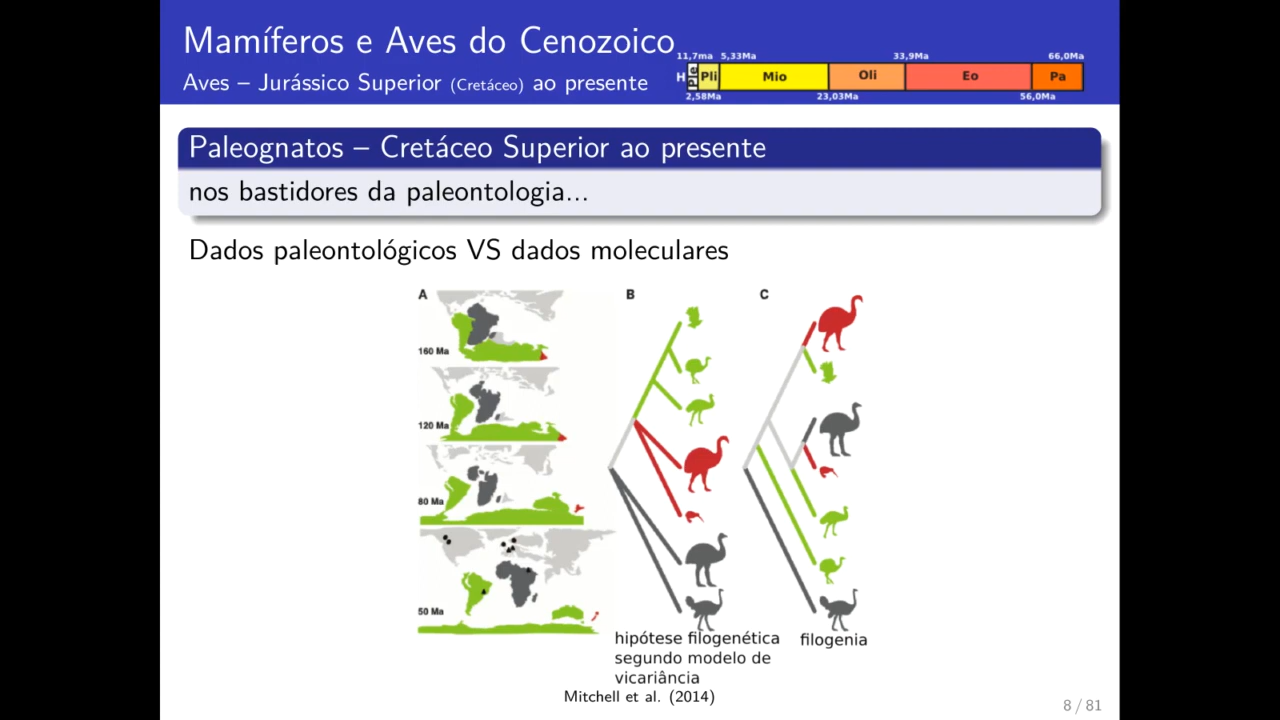 Mamíferos e Aves do Cenozoico
Aves – Jurássico Superior (Cretáceo) ao presente
11,7ma 5,33Ma 33,9Ma 66,0Ma
H Ple Pli Mio Oli Eo Pa
2,58Ma 23,03Ma 56,0Ma
Paleognatos – Cretáceo Superior ao presente
nos bastidores da paleontologia...
Dados paleontológicos VS dados moleculares
A B C
160 Ma
120 Ma
80 Ma
50 Ma
hipótese filogenética
segundo modelo de
vicariância
filogenia
Mitchell et al. (2014)
8 / 81